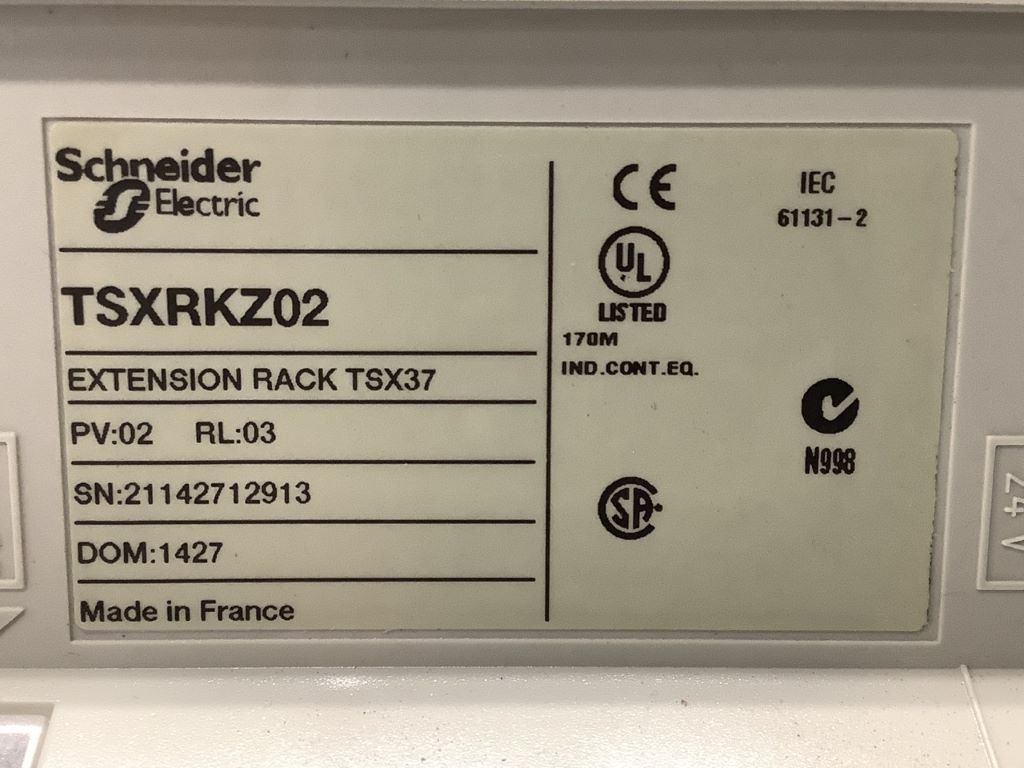 Schneider
Electric
TSXRKZ02
EXTENSION RACK TSX37
PV:02 RL:03
SN:21142712913
DOM:1427
Made in France
CE
IEC
61131-2
UL
LISTED
170M
IND.CONT.EQ.
N998
SA
24V